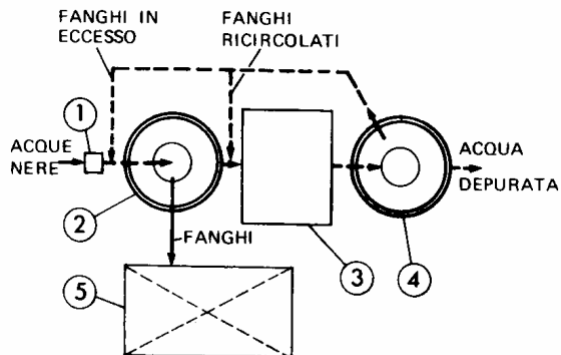 FANGHI IN
ECCESSO
FANGHI
RICIRCOLATI
1
ACQUE
NERE
2
ACQUA
DEPURATA
FANGHI
3
4
5